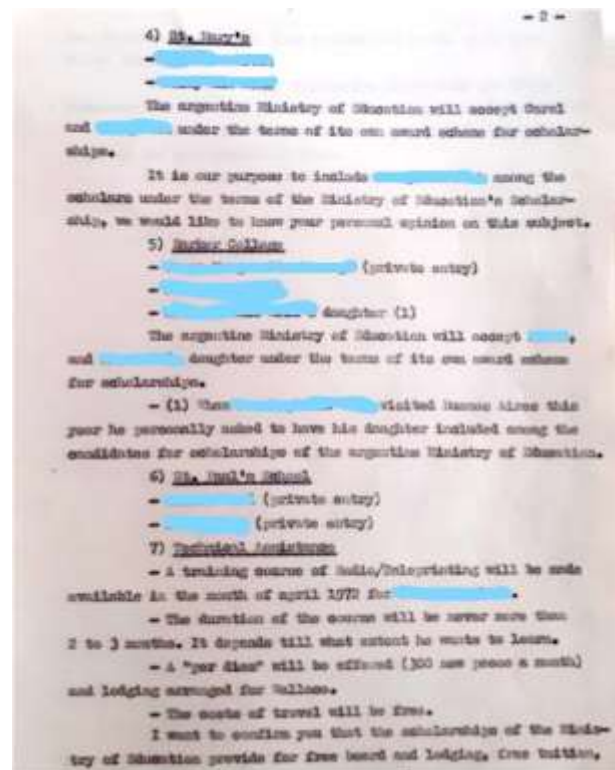 - 2 -
4) St. Mary's
-
-
The argentine Ministry of Education will accept Carol
and under the terms of its own award scheme for scholar-
ships.
It is our purpose to include among the
scholars under the terms of the Ministry of Education's Scholar-
ship, we would like to know your personal opinion on this subject.
5) Barker College
- (private entry)
-
- daughter (1)
The argentine Ministry of Education will accept ,
and daughter under the terms of its own award scheme
for scholarships.
- (1) When visited Buenos Aires this
year he personally asked to have his daughter included among the
candidates for scholarships of the argentine Ministry of Education.
6) St. Paul's School
- (private entry)
- (private entry)
7) Technical Assistance
- A training course of Radio/Teleprinting will be made
available in the month of april 1972 for .
- The duration of the course will be never more than
2 to 3 months. It depends till what extent he wants to learn.
- A "per diem" will be offered (300 new pesos a month)
and lodging arranged for Wallace.
- The costs of travel will be free.
I want to confirm you that the scholarships of the Minis-
try of Education provide for free board and lodging, free tuition,